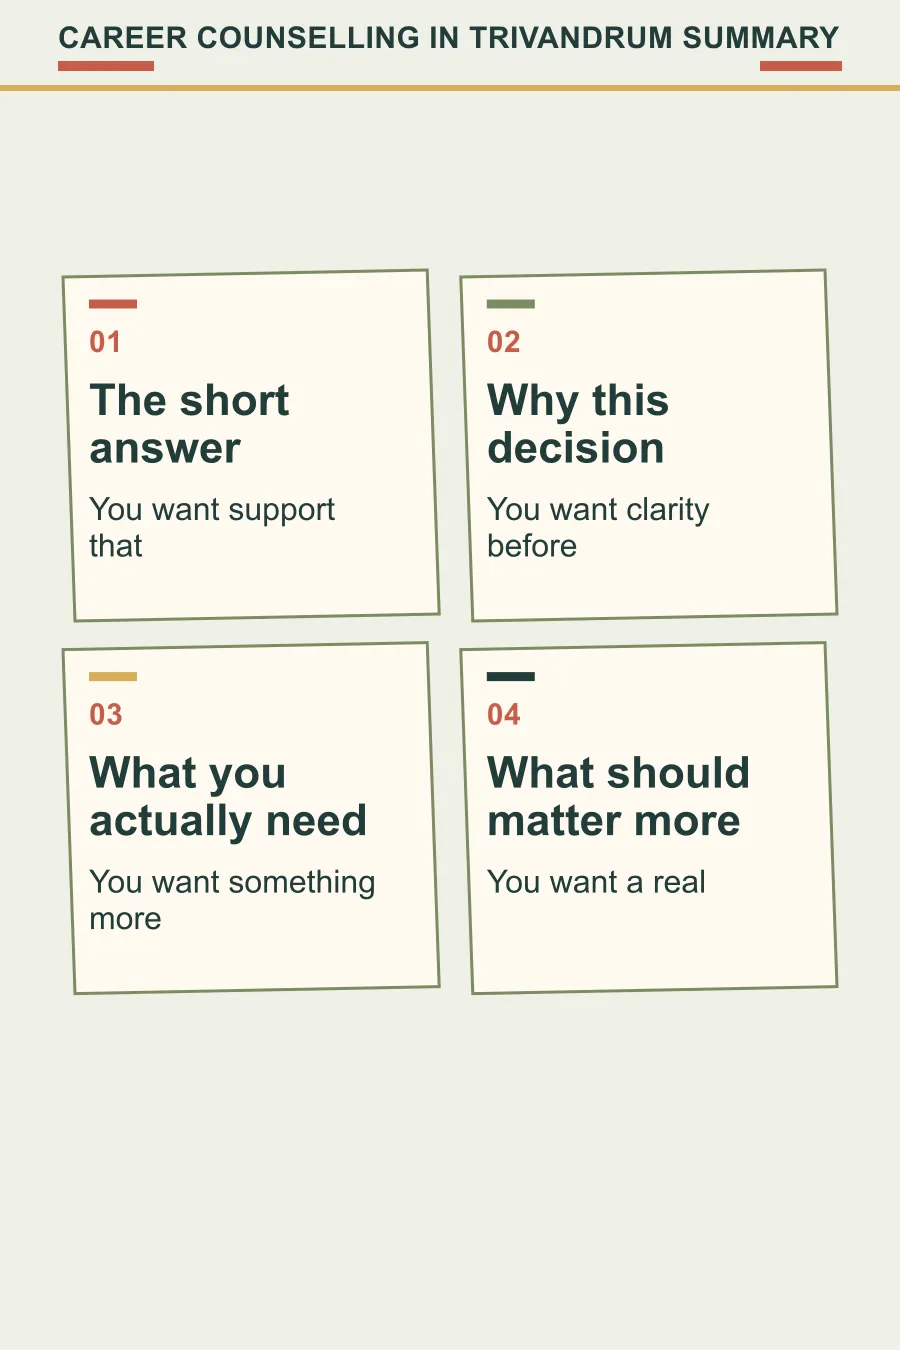 CAREER COUNSELLING IN TRIVANDRUM SUMMARY
01
The short
answer
You want support
that
02
Why this
decision
You want clarity
before
03
What you
actually need
You want something
more
04
What should
matter more
You want a real